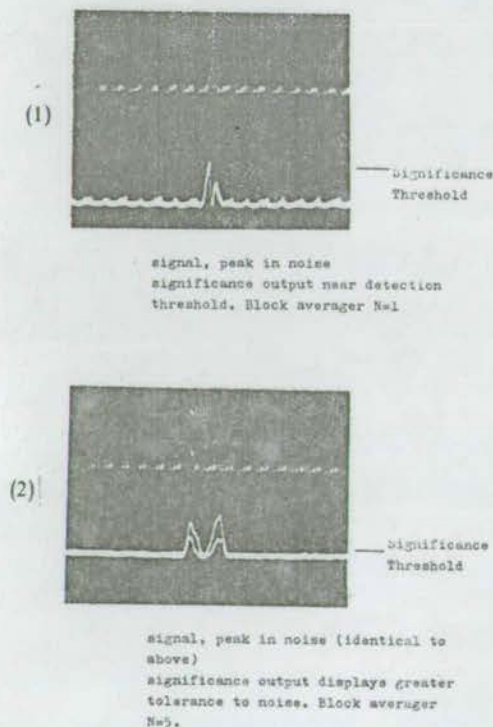 (1)
Significance
Threshold
signal, peak in noise
significance output near detection
threshold. Block averager N=1
(2)
Significance
Threshold
signal, peak in noise (identical to
above)
significance output displays greater
tolerance to noise. Block averager
N=5.